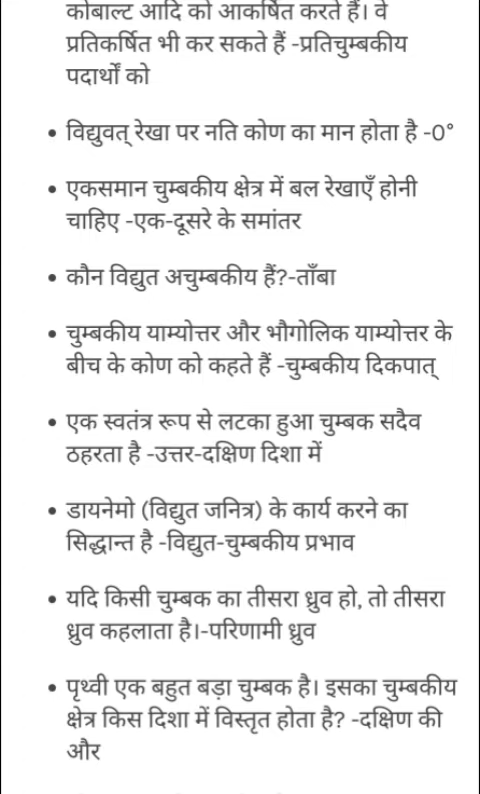 कोबाल्ट आदि को आकर्षित करते हैं। वे
प्रतिकर्षित भी कर सकते हैं -प्रतिचुम्बकीय
पदार्थों को
• विद्युवत् रेखा पर नति कोण का मान होता है -0°
• एकसमान चुम्बकीय क्षेत्र में बल रेखाएँ होनी
चाहिए -एक-दूसरे के समांतर
• कौन विद्युत अचुम्बकीय हैं?-ताँबा
• चुम्बकीय याम्योत्तर और भौगोलिक याम्योत्तर के
बीच के कोण को कहते हैं -चुम्बकीय दिकपात्
• एक स्वतंत्र रूप से लटका हुआ चुम्बक सदैव
ठहरता है -उत्तर-दक्षिण दिशा में
• डायनेमो (विद्युत जनित्र) के कार्य करने का
सिद्धान्त है -विद्युत-चुम्बकीय प्रभाव
• यदि किसी चुम्बक का तीसरा ध्रुव हो, तो तीसरा
ध्रुव कहलाता है।-परिणामी ध्रुव
• पृथ्वी एक बहुत बड़ा चुम्बक है। इसका चुम्बकीय
क्षेत्र किस दिशा में विस्तृत होता है? -दक्षिण की
और